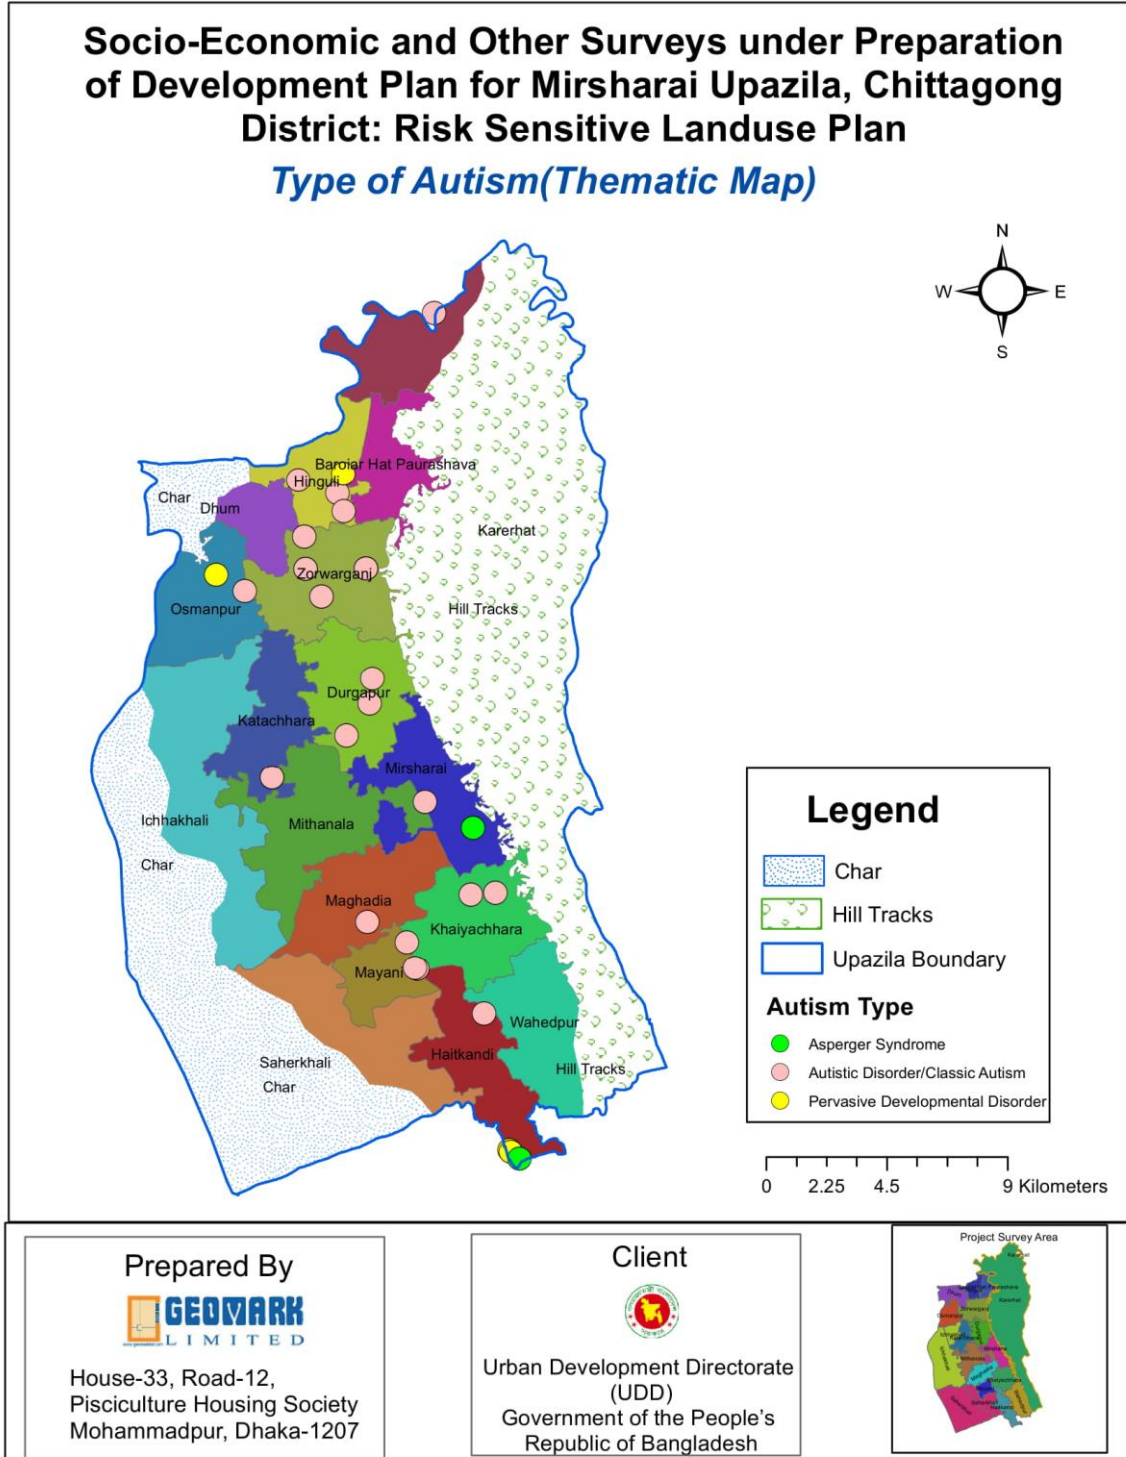 Socio-Economic and Other Surveys under Preparation
of Development Plan for Mirsharai Upazila, Chittagong
District: Risk Sensitive Landuse Plan
Type of Autism(Thematic Map)
N
W
E
S
Baroiar Hat Paurashava
Hinguli
Char
Dhum
Karerhat
Zorwarganj
Osmanpur
Hill Tracks
Durgapur
Katachhara
Mirsharai
Ichhakhali
Mithanala
Char
Maghadia
Khaiyachhara
Mayani
Wahedpur
Haitkandi
Saherkhali
Hill Tracks
Char
Legend
Char
Hill Tracks
Upazila Boundary
Autism Type
Asperger Syndrome
Autistic Disorder/Classic Autism
Pervasive Developmental Disorder
0 2.25 4.5 9 Kilometers
Prepared By
GEOMARK
LIMITED
House-33, Road-12,
Pisciculture Housing Society
Mohammadpur, Dhaka-1207
Client
Urban Development Directorate
(UDD)
Government of the People's
Republic of Bangladesh
Project Survey Area